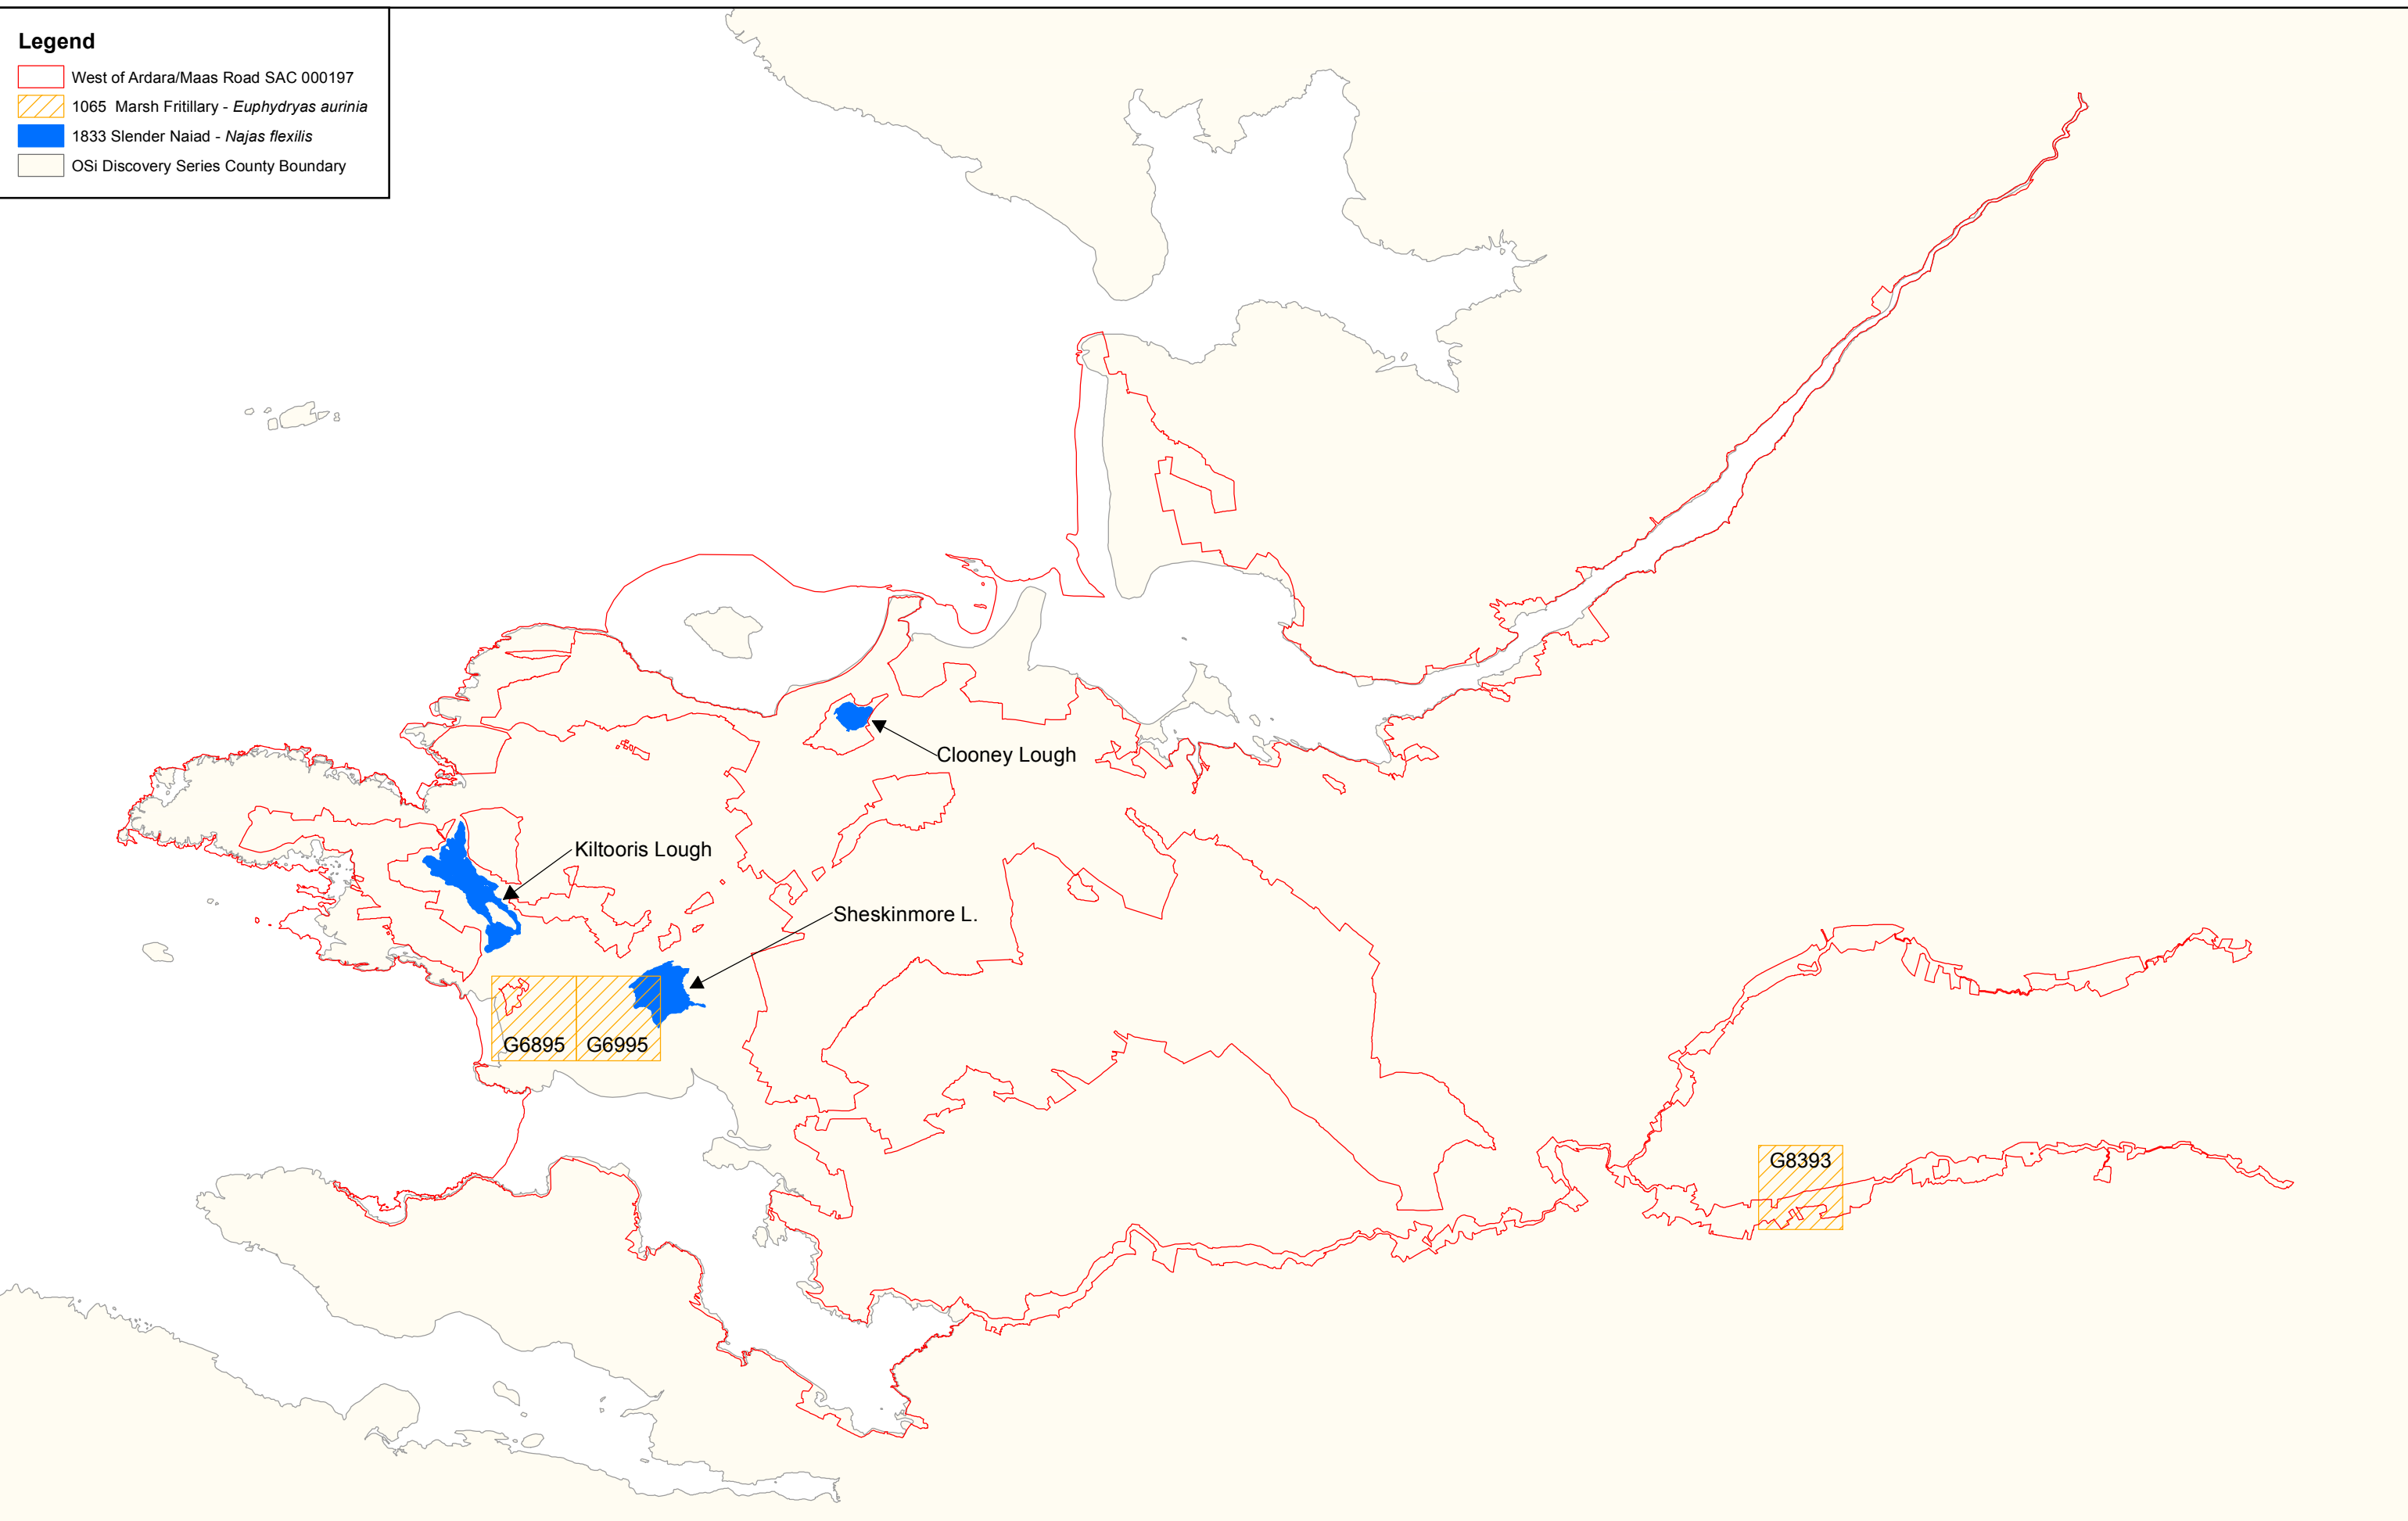 Legend
West of Ardara/Maas Road SAC 000197
1065 Marsh Fritillary - Euphydryas aurinia
1833 Slender Naiad - Najas flexilis
OSi Discovery Series County Boundary
Clooney Lough
Kiltooris Lough
Sheskinmore L.
G6895
G6995
G8393